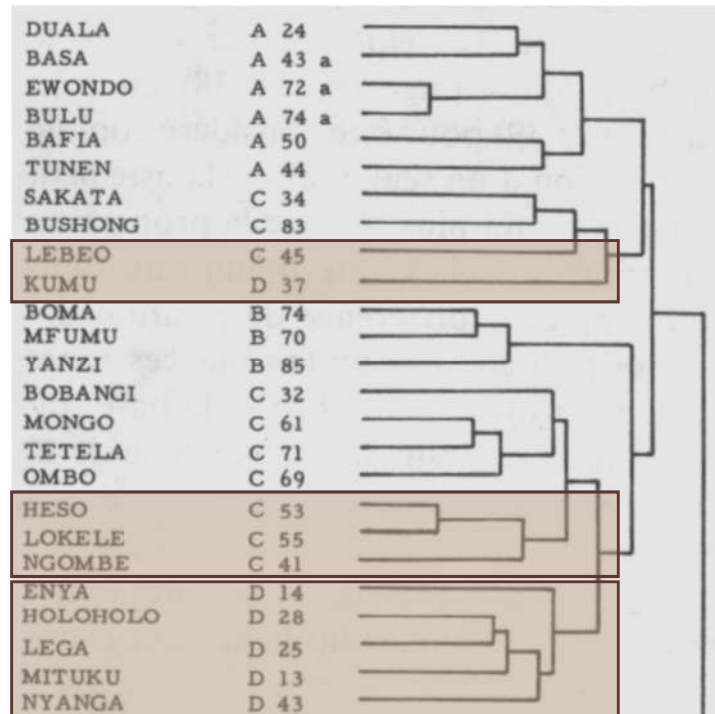 DUALA A 24
BASA A 43 a
EWONDO A 72 a
BULU A 74 a
BAFIA A 50
TUNEN A 44
SAKATA C 34
BUSHONG C 83
LEBEO C 45
KUMU D 37
BOMA B 74
MFUMU B 70
YANZI B 85
BOBANGI C 32
MONGO C 61
TETELA C 71
OMBO C 69
HESO C 53
LOKELE C 55
NGOMBE C 41
ENYA D 14
HOLOHOLO D 28
LEGA D 25
MITUKU D 13
NYANGA D 43